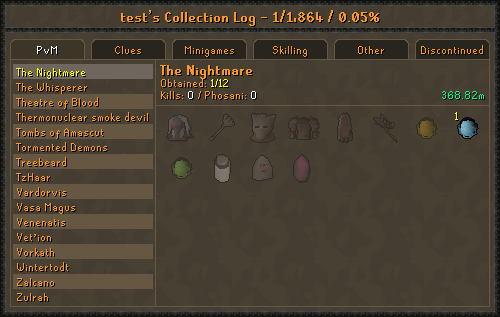 test's Collection Log - 1/1,864 / 0.05%
PvM Clues Minigames Skilling Other Discontinued
The Nightmare
The Whisperer
Theatre of Blood
Thermonuclear smoke devil
Tombs of Amascut
Tormented Demons
Treebeard
TzHaar
Vardorvis
Vasa Magus
Venenatis
Vet'ion
Vorkath
Wintertodt
Zalcano
Zulrah
The Nightmare
Obtained: 1/12
Kills: 0 / Phosani: 0 368.82m
1